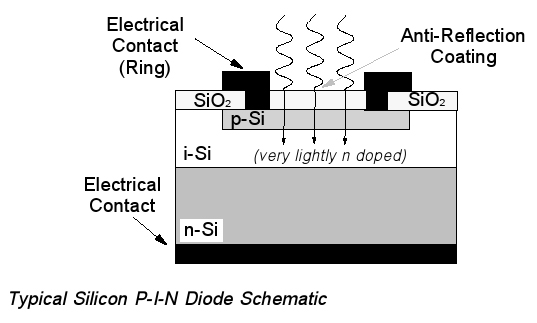 Electrical
Contact
(Ring)
Anti-Reflection
Coating
SiO₂
SiO₂
p-Si
i-Si
(very lightly n doped)
Electrical
Contact
n-Si
Typical Silicon P-I-N Diode Schematic